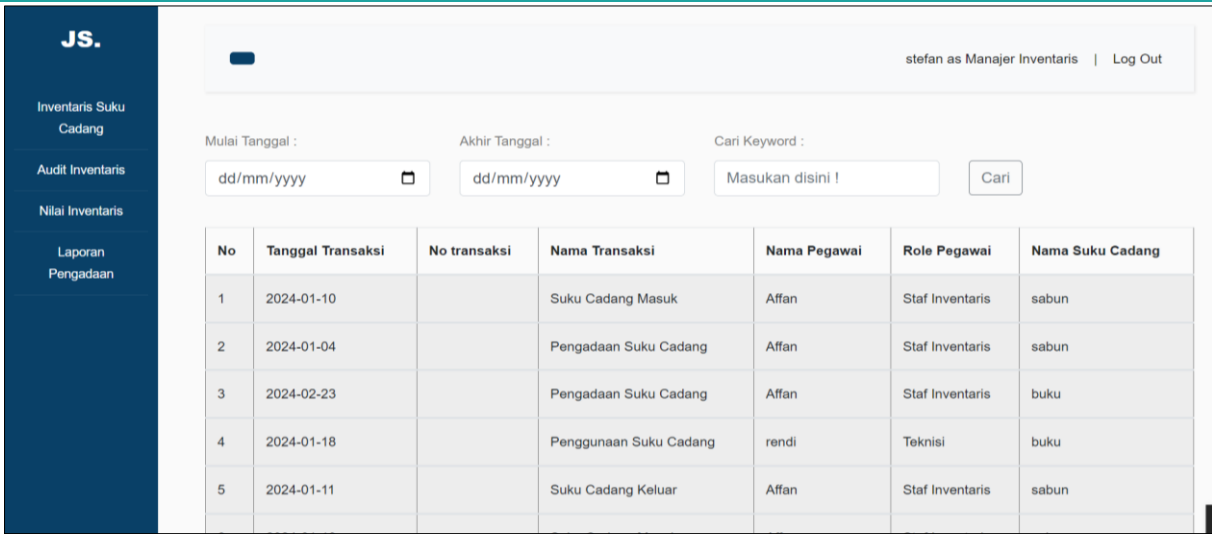 JS.
Inventaris Suku
Cadang
Audit Inventaris
Nilai Inventaris
Laporan
Pengadaan
stefan as Manajer Inventaris | Log Out
Mulai Tanggal : Akhir Tanggal : Cari Keyword :
dd/mm/yyyy dd/mm/yyyy Masukan disini ! Cari
No Tanggal Transaksi No transaksi Nama Transaksi Nama Pegawai Role Pegawai Nama Suku Cadang
1 2024-01-10 Suku Cadang Masuk Affan Staf Inventaris sabun
2 2024-01-04 Pengadaan Suku Cadang Affan Staf Inventaris sabun
3 2024-02-23 Pengadaan Suku Cadang Affan Staf Inventaris buku
4 2024-01-18 Penggunaan Suku Cadang rendi Teknisi buku
5 2024-01-11 Suku Cadang Keluar Affan Staf Inventaris sabun